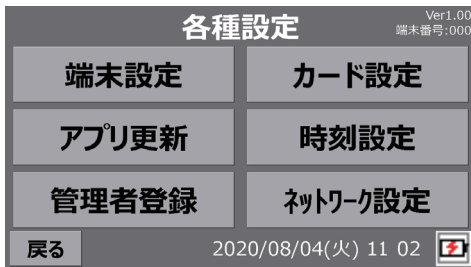 各種設定
Ver1.00
端末番号:000
端末設定
カード設定
アプリ更新
時刻設定
管理者登録
ネットワーク設定
戻る
2020/08/04(火) 11 02